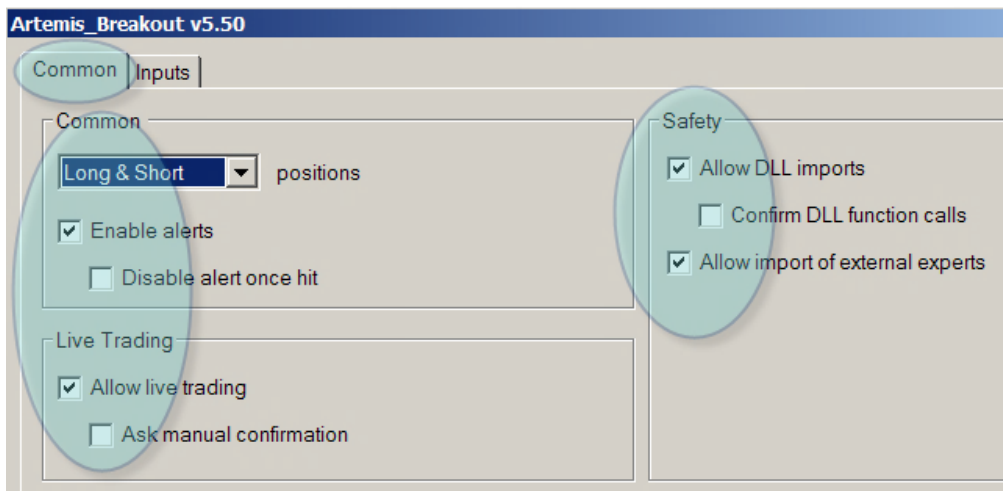 Artemis_Breakout v5.50
Common
Inputs
Common
Long & Short
positions
Enable alerts
Disable alert once hit
Live Trading
Allow live trading
Ask manual confirmation
Safety
Allow DLL imports
Confirm DLL function calls
Allow import of external experts